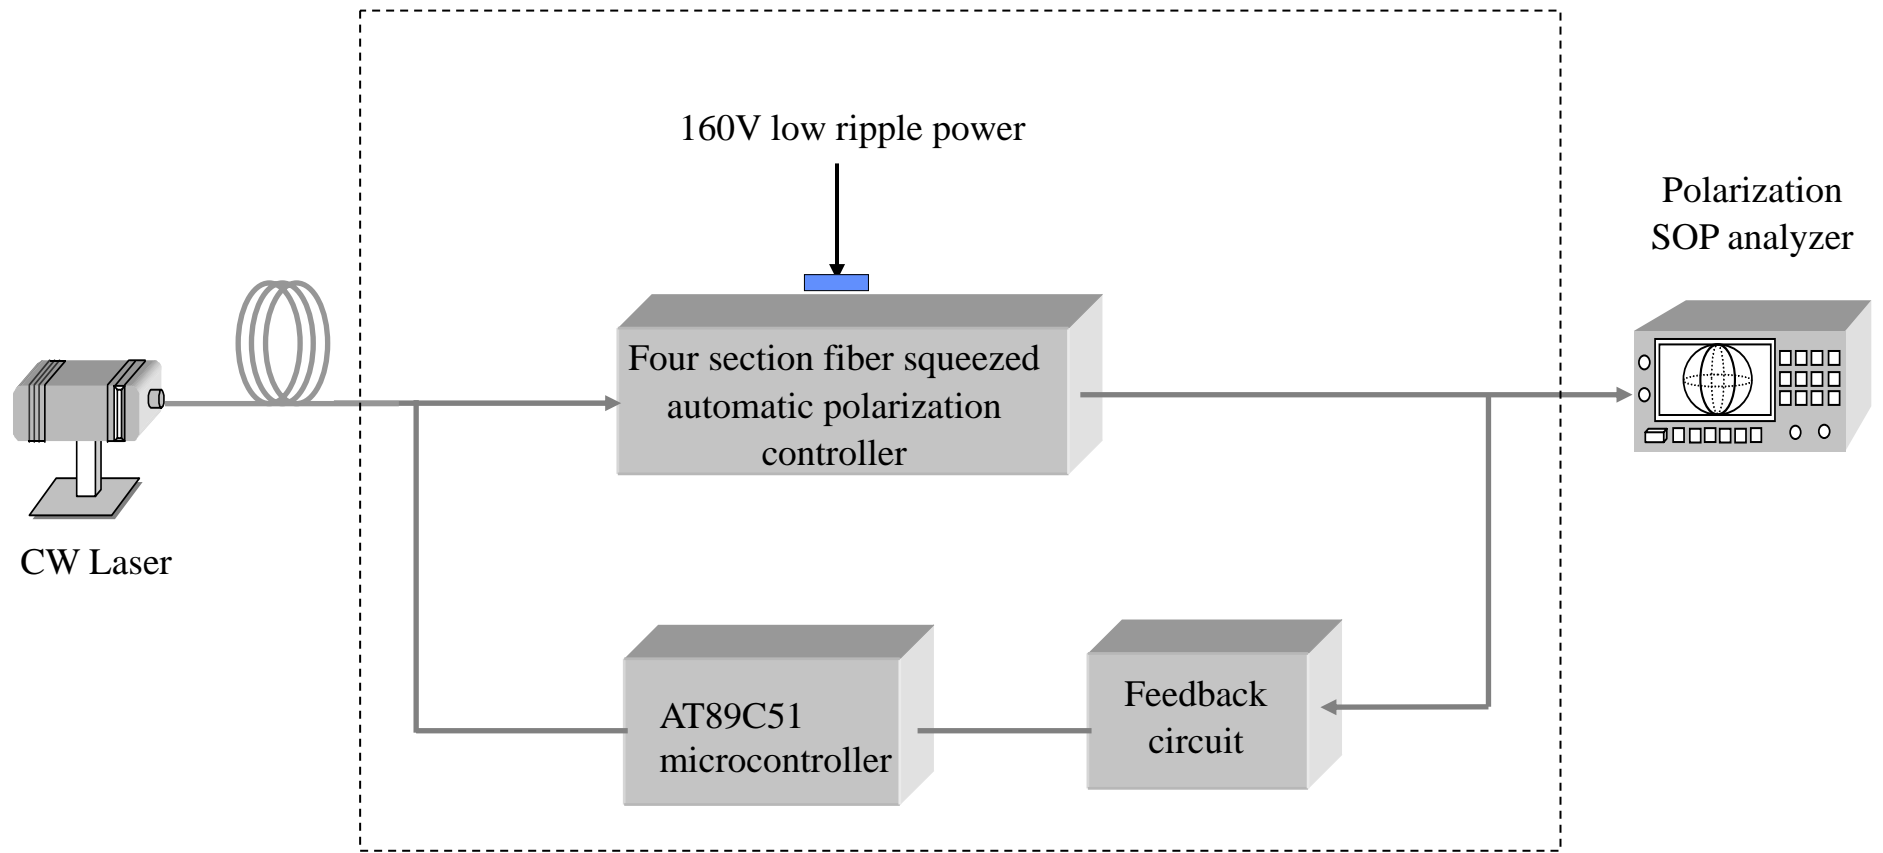 160V low ripple power
Polarization
SOP analyzer
Four section fiber squeezed
automatic polarization
controller
CW Laser
AT89C51
microcontroller
Feedback
circuit